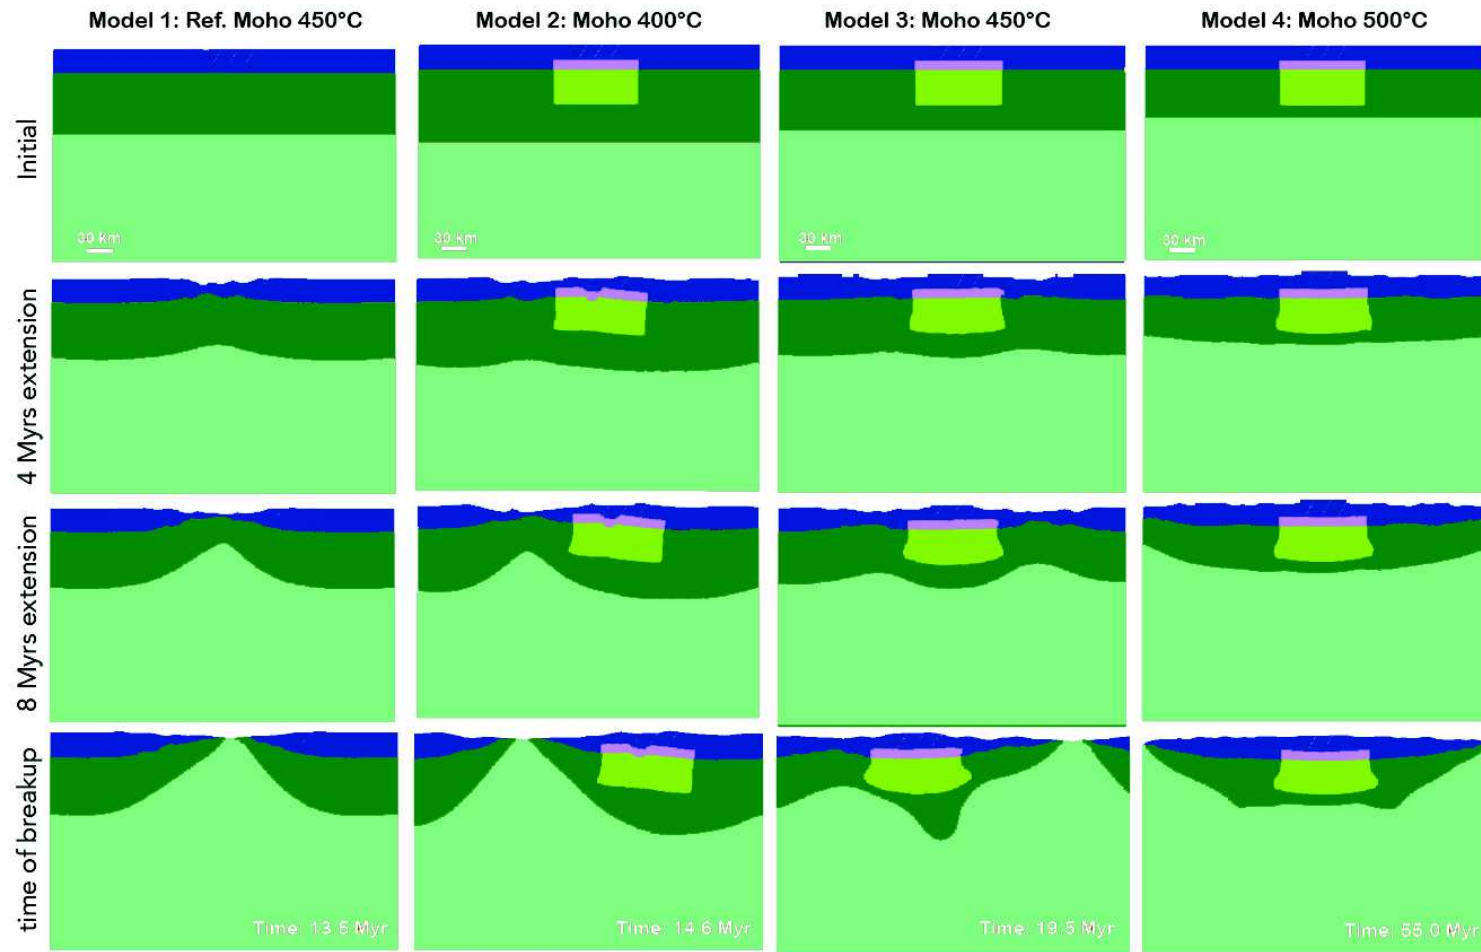 Model 1: Ref. Moho 450°C
Model 2: Moho 400°C
Model 3: Moho 450°C
Model 4: Moho 500°C
Initial
30 km
30 km
30 km
30 km
4 Myrs extension
8 Myrs extension
time of breakup
Time: 13.5 Myr
Time: 14.6 Myr
Time: 19.5 Myr
Time: 55.0 Myr